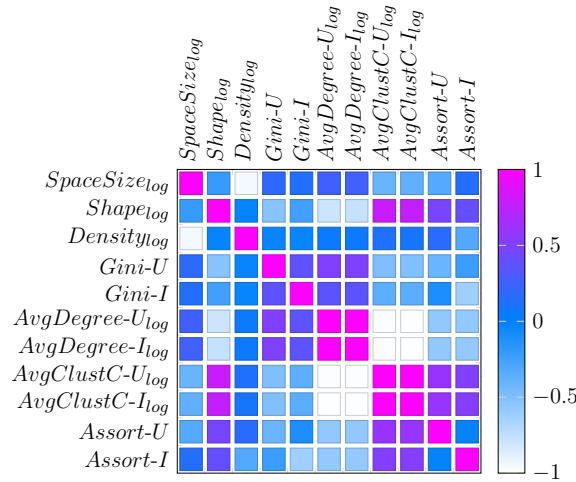 SpaceSize_log
Shape_log
Density_log
Gini-U
Gini-I
AvgDegree-U_log
AvgDegree-I_log
AvgClustC-U_log
AvgClustC-I_log
Assort-U
Assort-I
SpaceSize_log
Shape_log
Density_log
Gini-U
Gini-I
AvgDegree-U_log
AvgDegree-I_log
AvgClustC-U_log
AvgClustC-I_log
Assort-U
Assort-I
1
0.5
0
−0.5
−1